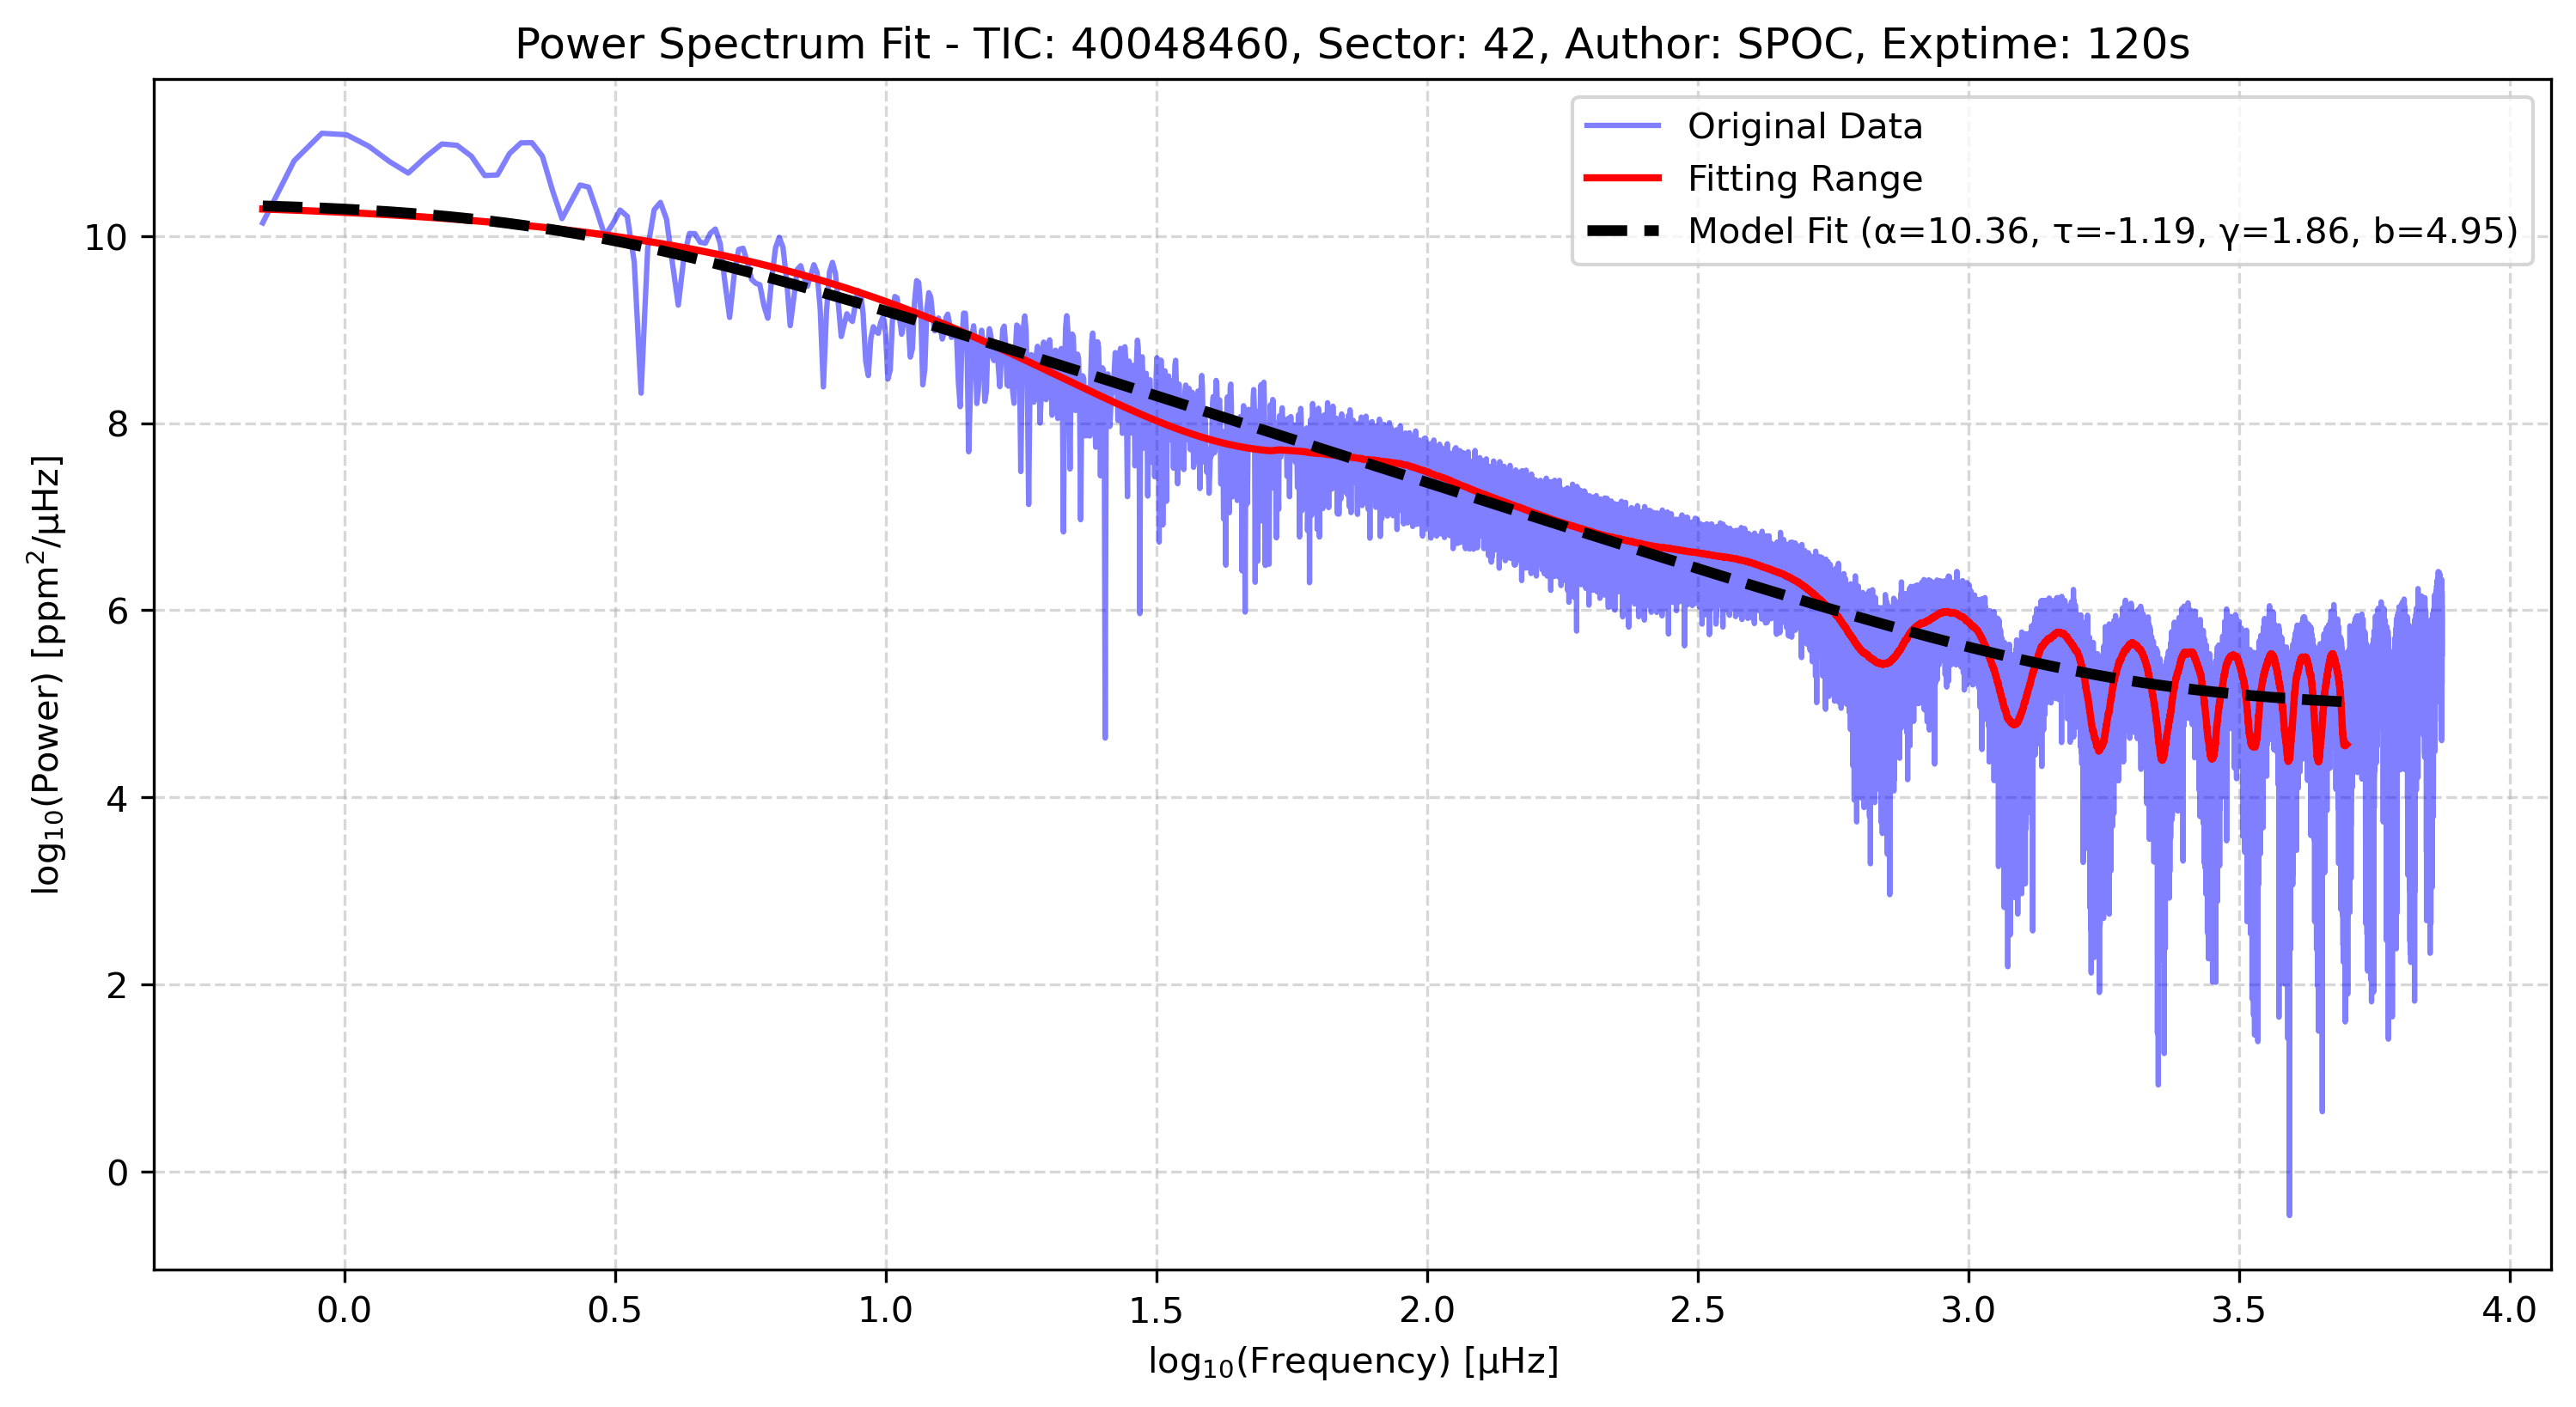 Power Spectrum Fit - TIC: 40048460, Sector: 42, Author: SPOC, Exptime: 120s
Original Data
Fitting Range
Model Fit (α=10.36, τ=-1.19, γ=1.86, b=4.95)
log₁₀(Power) [ppm²/μHz]
10
8
6
4
2
0
0.0 0.5 1.0 1.5 2.0 2.5 3.0 3.5 4.0
log₁₀(Frequency) [μHz]